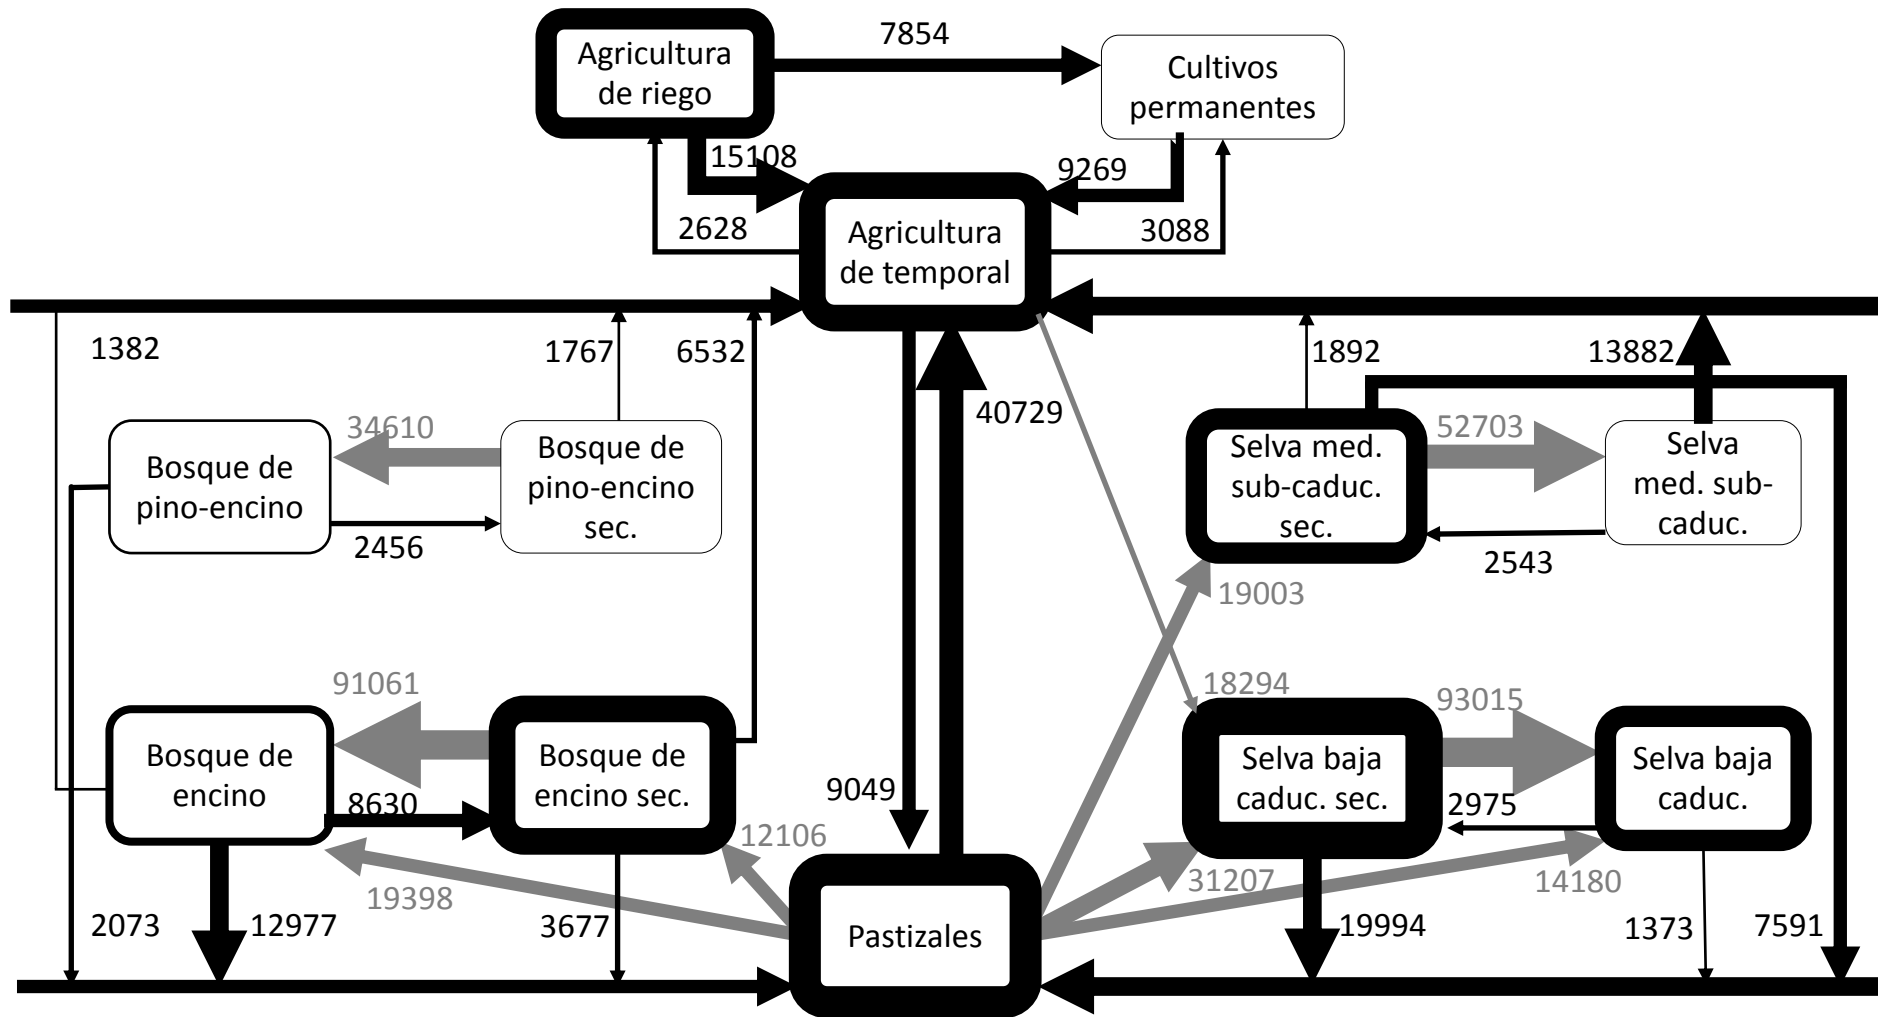 7854
Agricultura
de riego
Cultivos
permanentes
15108
9269
2628
3088
Agricultura
de temporal
1382
1767
6532
1892
13882
40729
34610
52703
Bosque de
pino-encino
Bosque de
pino-encino
sec.
Selva med.
sub-caduc.
sec.
Selva
med. sub-
caduc.
2456
2543
19003
91061
18294
93015
Bosque de
encino
Bosque de
encino sec.
Selva baja
caduc. sec.
Selva baja
caduc.
8630
9049
2975
12106
19398
31207
14180
2073
12977
3677
Pastizales
19994
1373
7591